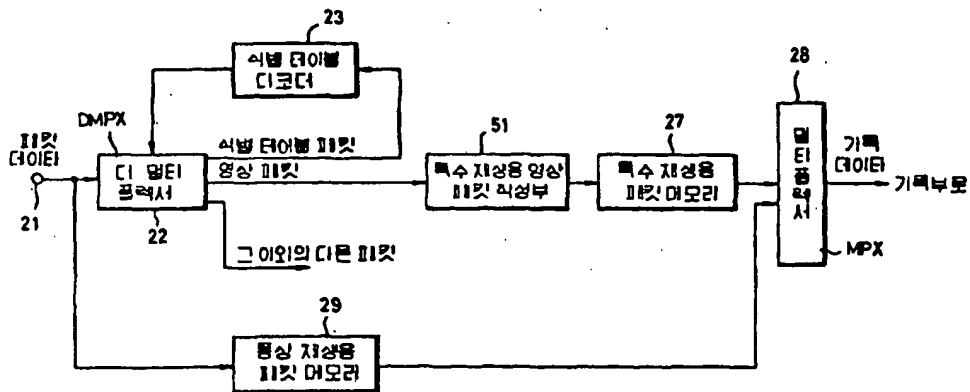 23
식별 테이블
디코더
패킷
데이타
21
DMPX
디 멀티
플렉서
22
식별 테이블 패킷
영상 패킷
그 이외의 다른 패킷
51
특수 재생용 영상
패킷 작성부
27
특수 재생용
패킷 메모리
28
멀티플렉서
MPX
기록
데이타
기록부로
29
통상 재생용
패킷 메모리